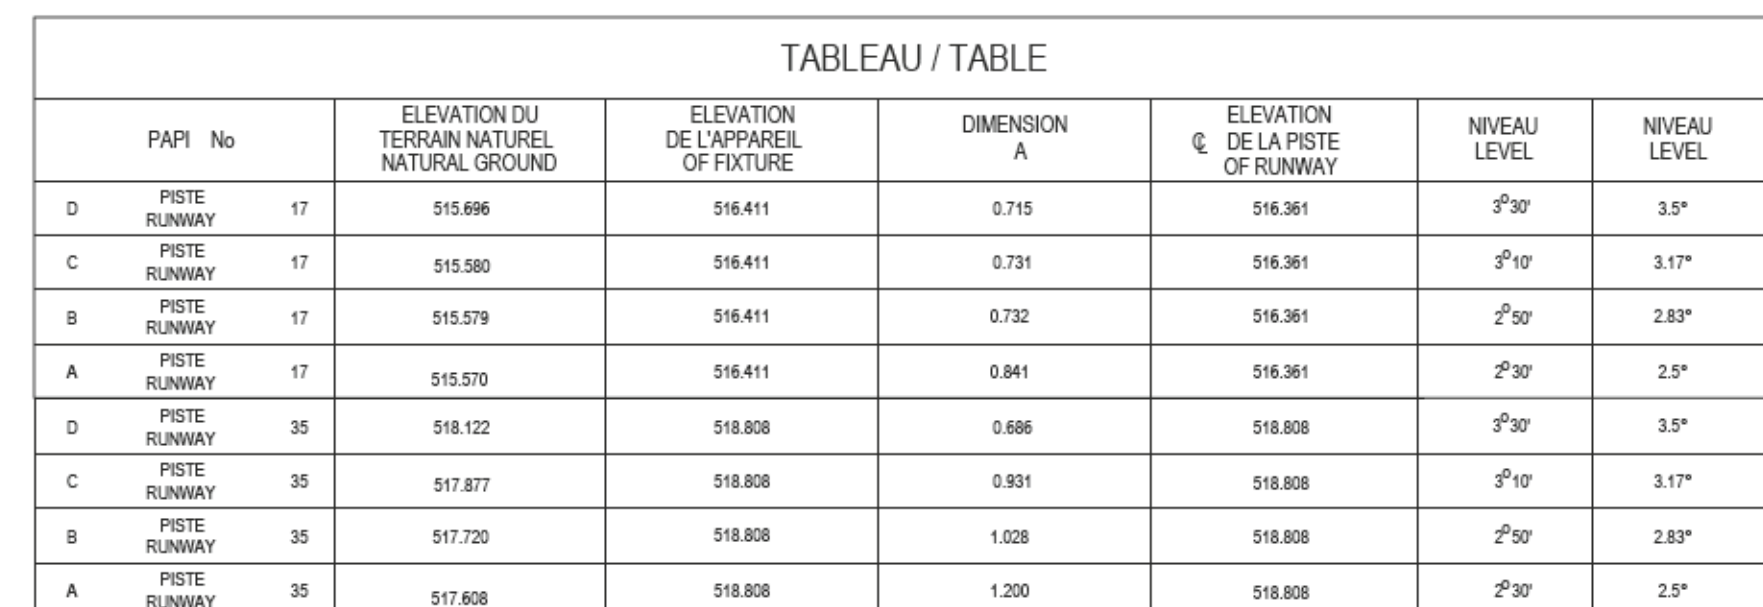 TABLEAU / TABLE
PAPI No
ELEVATION DU
TERRAIN NATUREL
NATURAL GROUND
ELEVATION
DE L'APPAREIL
OF FIXTURE
DIMENSION
A
ELEVATION
℄ DE LA PISTE
OF RUNWAY
NIVEAU
LEVEL
NIVEAU
LEVEL
D PISTE RUNWAY 17 515.696 516.411 0.715 516.361 3°30' 3.5°
C PISTE RUNWAY 17 515.580 516.411 0.731 516.361 3°10' 3.17°
B PISTE RUNWAY 17 515.579 516.411 0.732 516.361 2°50' 2.83°
A PISTE RUNWAY 17 515.570 516.411 0.841 516.361 2°30' 2.5°
D PISTE RUNWAY 35 518.122 518.808 0.686 518.808 3°30' 3.5°
C PISTE RUNWAY 35 517.877 518.808 0.931 518.808 3°10' 3.17°
B PISTE RUNWAY 35 517.720 518.808 1.028 518.808 2°50' 2.83°
A PISTE RUNWAY 35 517.608 518.808 1.200 518.808 2°30' 2.5°